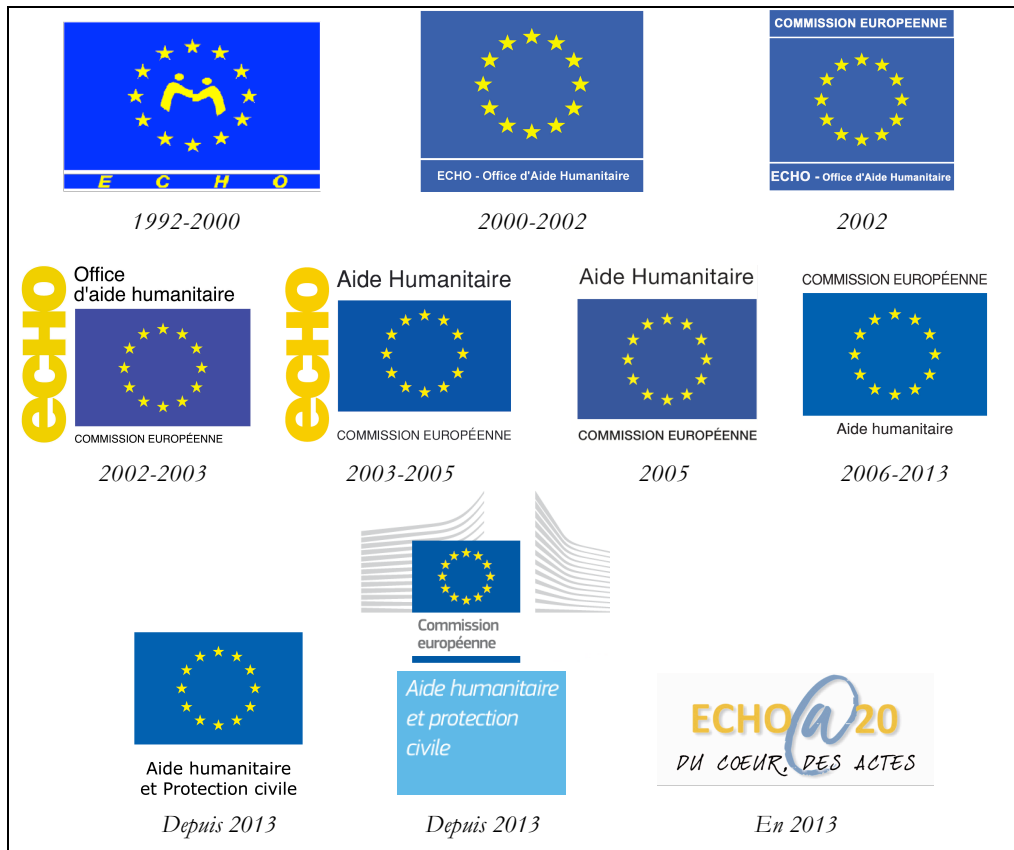 E C H O
ECHO - Office d'Aide Humanitaire
COMMISSION EUROPEENNE
ECHO - Office d'Aide Humanitaire
1992-2000
2000-2002
2002
ECHO
Office
d'aide humanitaire
COMMISSION EUROPÉENNE
ECHO
Aide Humanitaire
COMMISSION EUROPÉENNE
Aide Humanitaire
COMMISSION EUROPÉENNE
COMMISSION EUROPÉENNE
Aide humanitaire
2002-2003
2003-2005
2005
2006-2013
Aide humanitaire
et Protection civile
Commission
européenne
Aide humanitaire
et protection
civile
ECHO@20
DU COEUR, DES ACTES
Depuis 2013
Depuis 2013
En 2013